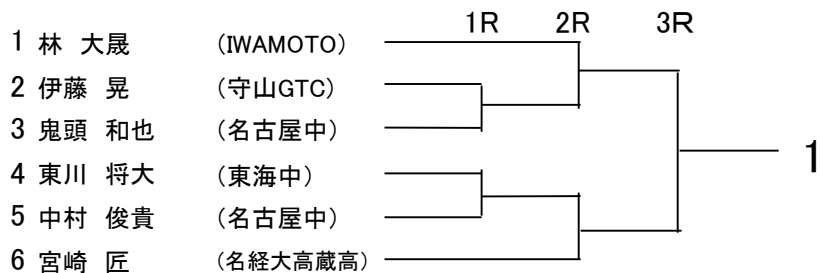 1R 2R 3R
1 林 大晟 (IWAMOTO)
2 伊藤 晃 (守山GTC)
3 鬼頭 和也 (名古屋中)
4 東川 将大 (東海中)
5 中村 俊貴 (名古屋中)
6 宮崎 匠 (名経大高蔵高)
1